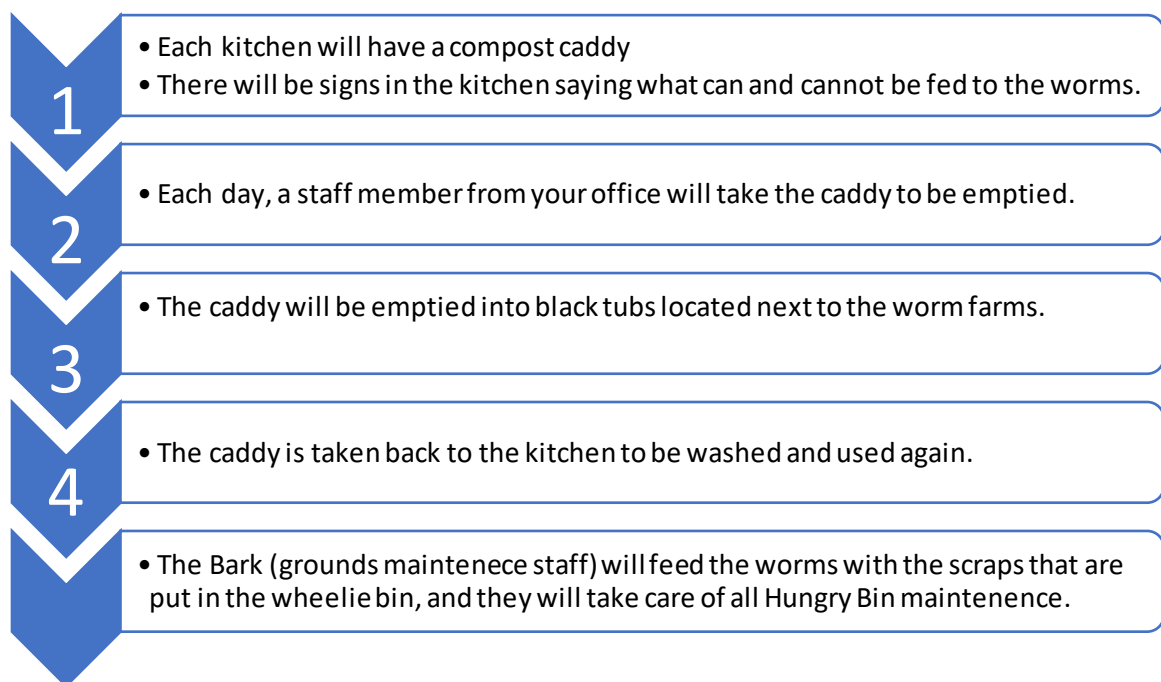 1
• Each kitchen will have a compost caddy
• There will be signs in the kitchen saying what can and cannot be fed to the worms.
2
• Each day, a staff member from your office will take the caddy to be emptied.
3
• The caddy will be emptied into black tubs located next to the worm farms.
4
• The caddy is taken back to the kitchen to be washed and used again.
• The Bark (grounds maintenece staff) will feed the worms with the scraps that are
put in the wheelie bin, and they will take care of all Hungry Bin maintenence.